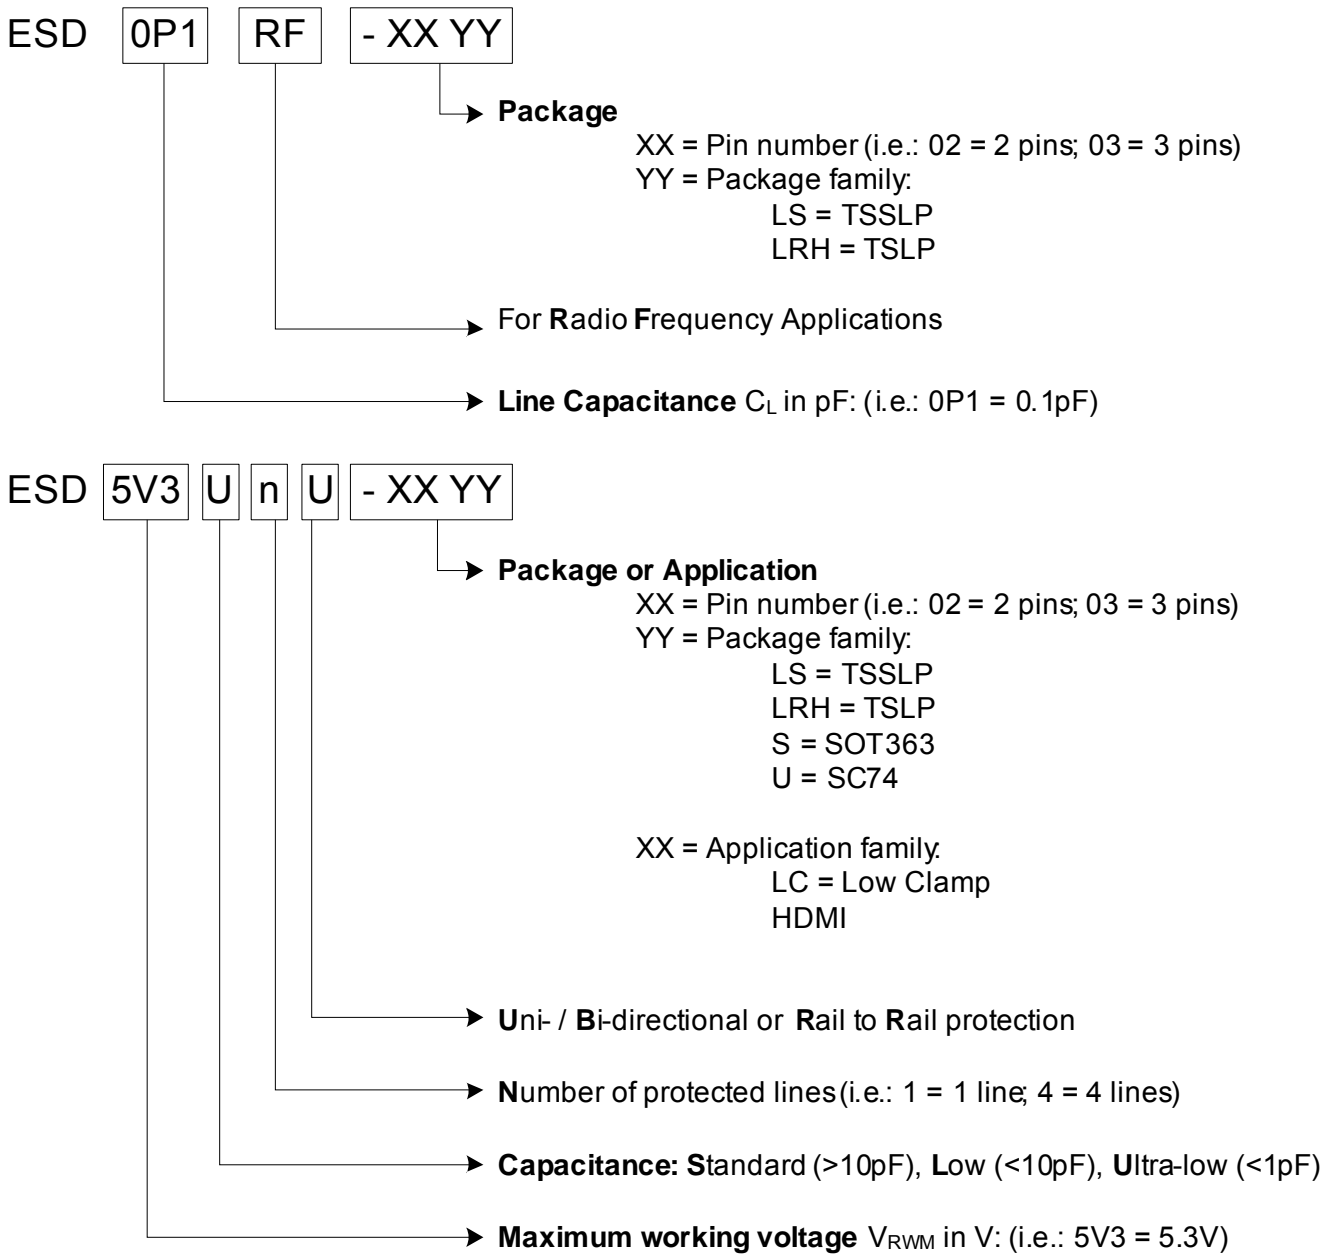 ESD 0P1 RF - XX YY
Package
XX = Pin number (i.e.: 02 = 2 pins; 03 = 3 pins)
YY = Package family:
LS = TSSLP
LRH = TSLP
For Radio Frequency Applications
Line Capacitance CL in pF: (i.e.: 0P1 = 0.1pF)
ESD 5V3 U n U - XX YY
Package or Application
XX = Pin number (i.e.: 02 = 2 pins; 03 = 3 pins)
YY = Package family:
LS = TSSLP
LRH = TSLP
S = SOT363
U = SC74
XX = Application family:
LC = Low Clamp
HDMI
Uni- / Bi-directional or Rail to Rail protection
Number of protected lines (i.e.: 1 = 1 line; 4 = 4 lines)
Capacitance: Standard (>10pF), Low (<10pF), Ultra-low (<1pF)
Maximum working voltage VRWM in V: (i.e.: 5V3 = 5.3V)